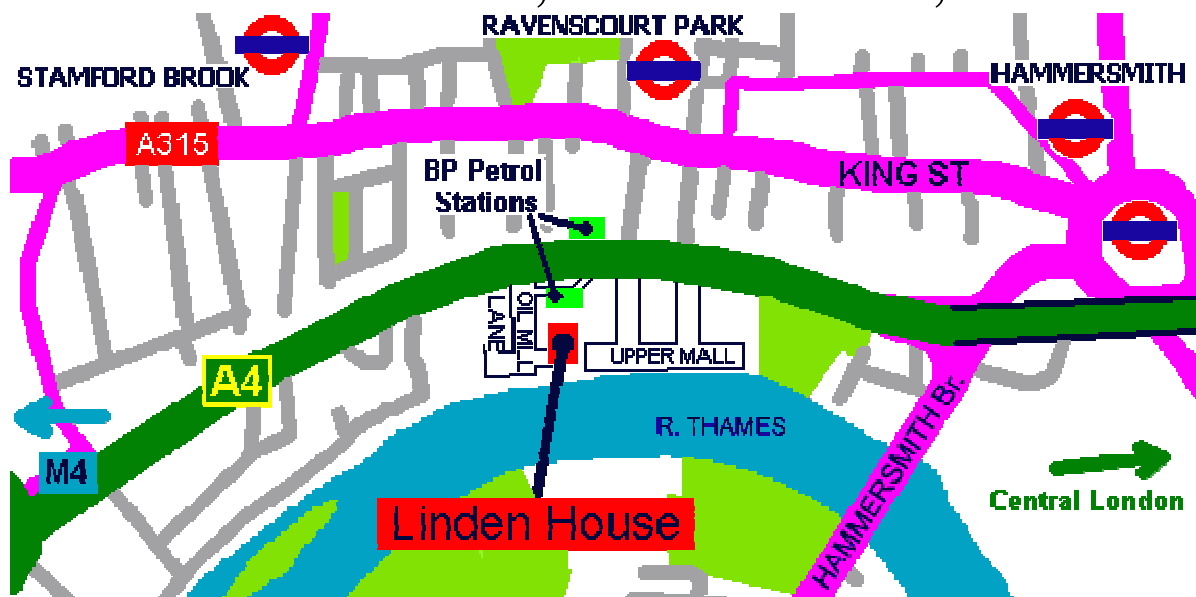 RAVENSCOURT PARK
STAMFORD BROOK
HAMMERSMITH
A315
BP Petrol
Stations
KING ST
OIL MILL
LANE
UPPER MALL
A4
R. THAMES
HAMMERSMITH Br.
M4
Central London
Linden House